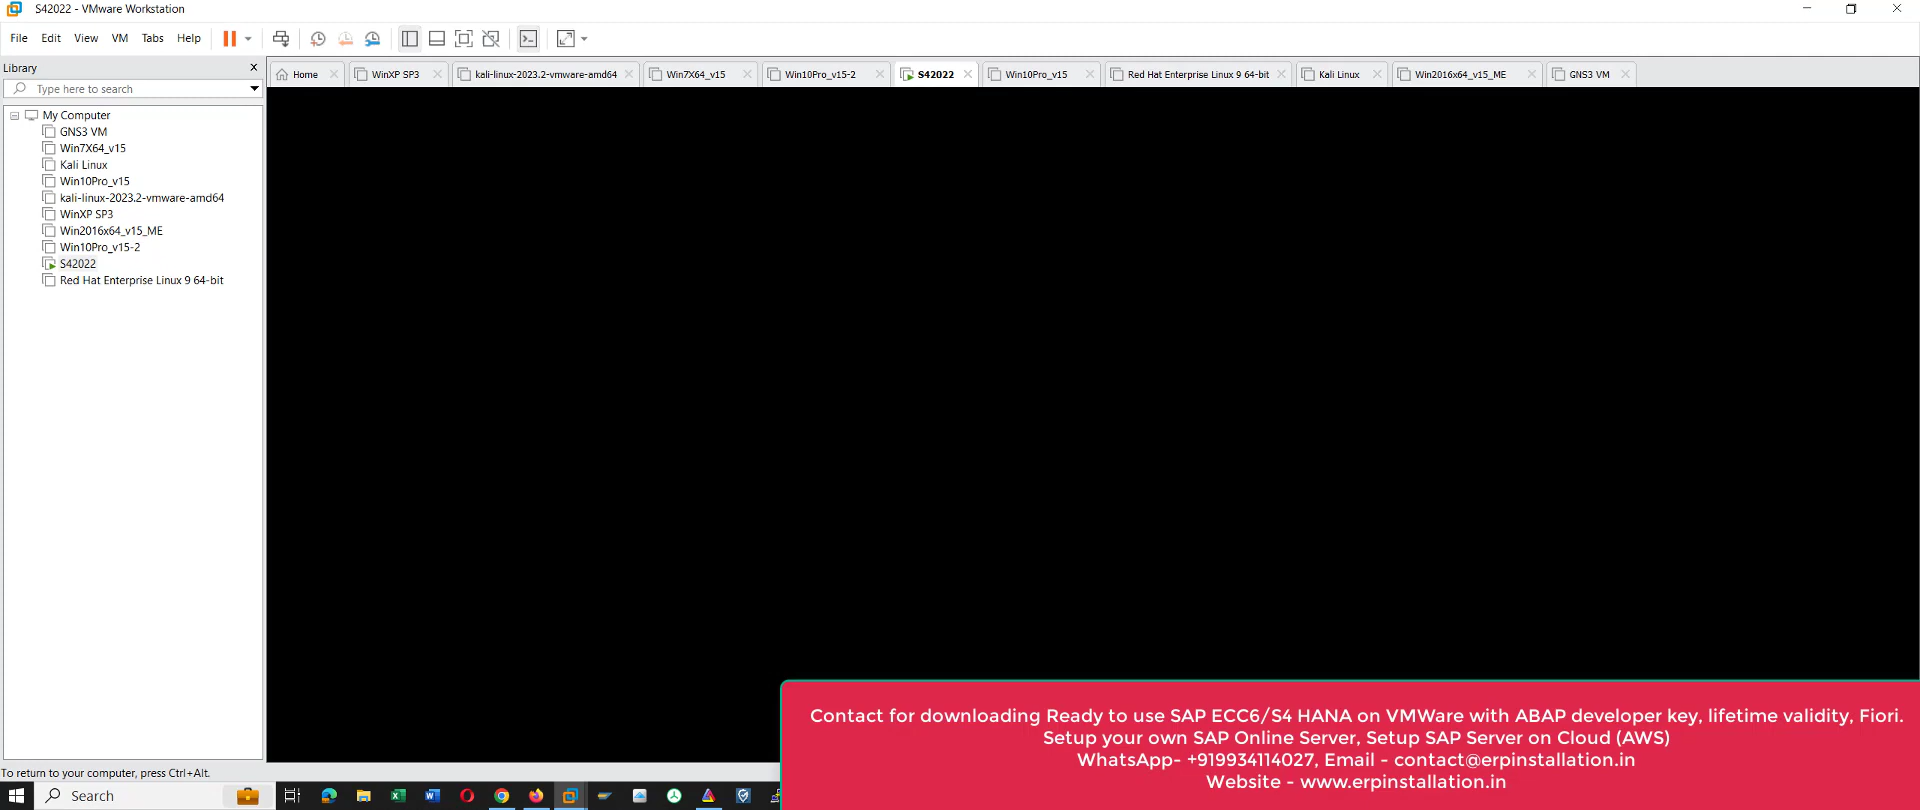 S42022 - VMware Workstation
File Edit View VM Tabs Help
Library
Type here to search
My Computer
GNS3 VM
Win7X64_v15
Kali Linux
Win10Pro_v15
kali-linux-2023.2-vmware-amd64
WinXP SP3
Win2016x64_v15_ME
Win10Pro_v15-2
S42022
Red Hat Enterprise Linux 9 64-bit
Home WinXP SP3 kali-linux-2023.2-vmware-amd64 Win7X64_v15 Win10Pro_v15-2 S42022 Win10Pro_v15 Red Hat Enterprise Linux 9 64-bit Kali Linux Win2016x64_v15_ME GNS3 VM
Contact for downloading Ready to use SAP ECC6/S4 HANA on VMWare with ABAP developer key, lifetime validity, Fiori.
Setup your own SAP Online Server, Setup SAP Server on Cloud (AWS)
WhatsApp- +919934114027, Email - contact@erpinstallation.in
Website - www.erpinstallation.in
To return to your computer, press Ctrl+Alt.
Search